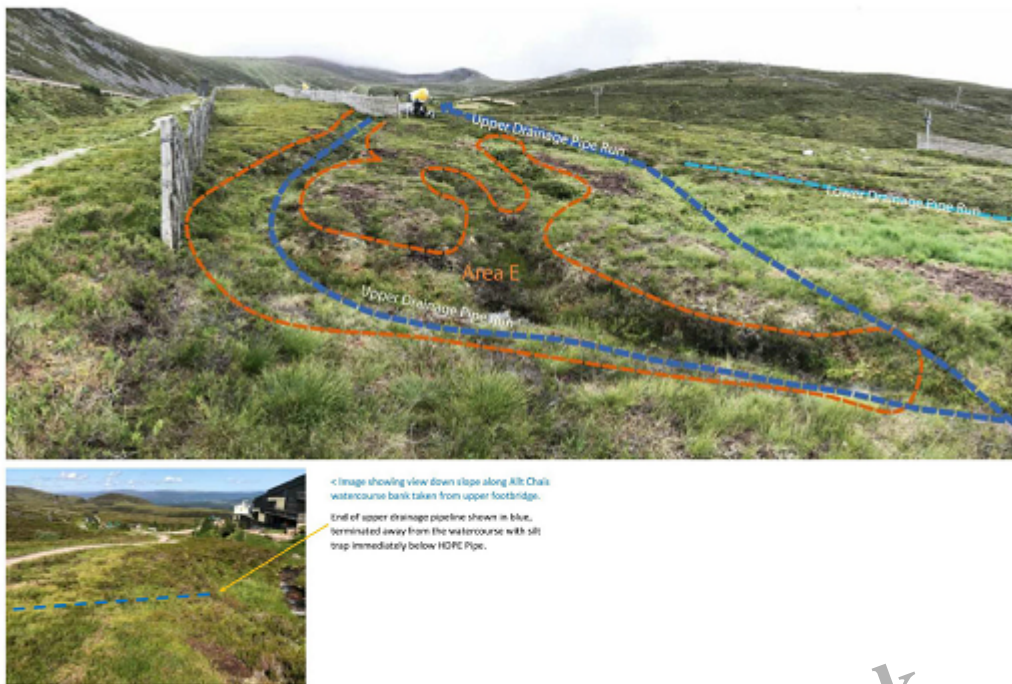 Upper Drainage Pipe Run
Lower Drainage Pipe Run
Area E
Upper Drainage Pipe Run
< Image showing view down slope along Allt Chais
watercourse bank taken from upper footbridge.
End of upper drainage pipeline shown in blue,
terminated away from the watercourse with silt
trap immediately below HDPE Pipe.
k